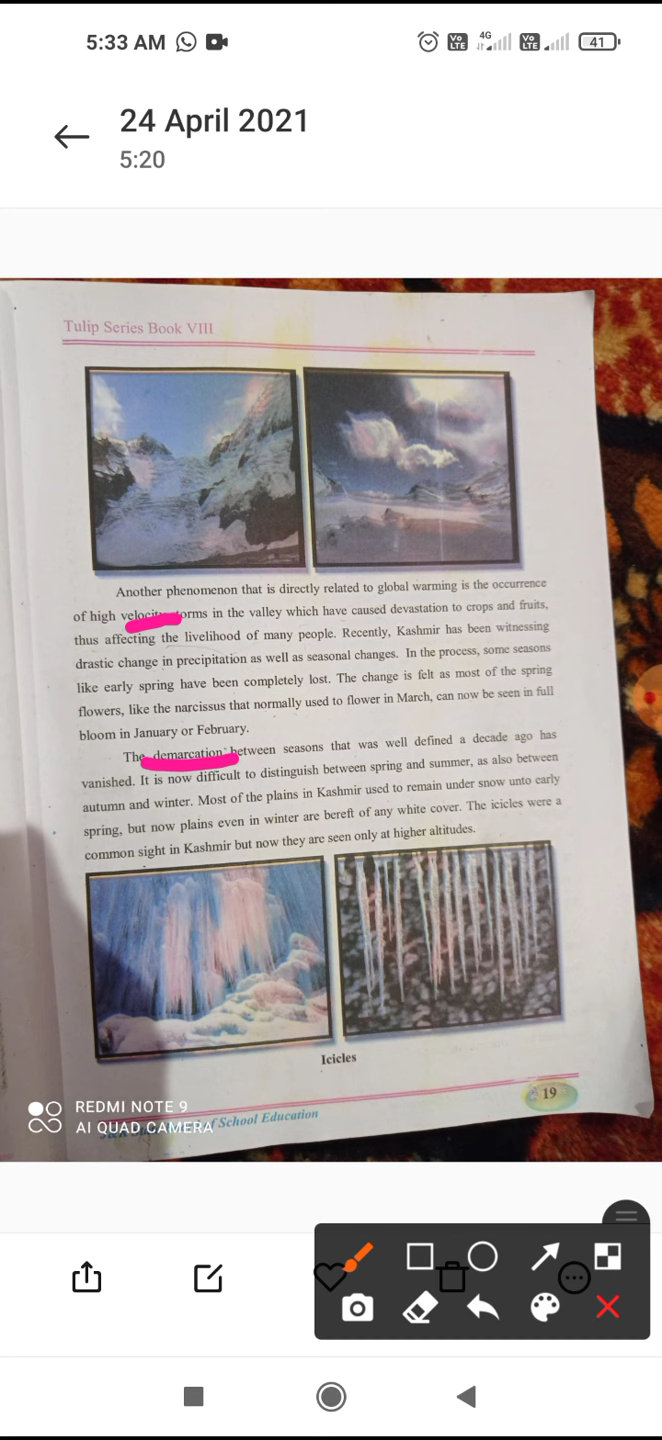 5:33 AM
4G
Vo LTE
Vo LTE
41
24 April 2021
5:20
Tulip Series Book VIII
Another phenomenon that is directly related to global warming is the occurrence
of high velocity storms in the valley which have caused devastation to crops and fruits,
thus affecting the livelihood of many people. Recently, Kashmir has been witnessing
drastic change in precipitation as well as seasonal changes. In the process, some seasons
like early spring have been completely lost. The change is felt as most of the spring
flowers, like the narcissus that normally used to flower in March, can now be seen in full
bloom in January or February.
The demarcation between seasons that was well defined a decade ago has
vanished. It is now difficult to distinguish between spring and summer, as also between
autumn and winter. Most of the plains in Kashmir used to remain under snow unto early
spring, but now plains even in winter are bereft of any white cover. The icicles were a
common sight in Kashmir but now they are seen only at higher altitudes.
Icicles
19
of School Education
REDMI NOTE 9
AI QUAD CAMERA